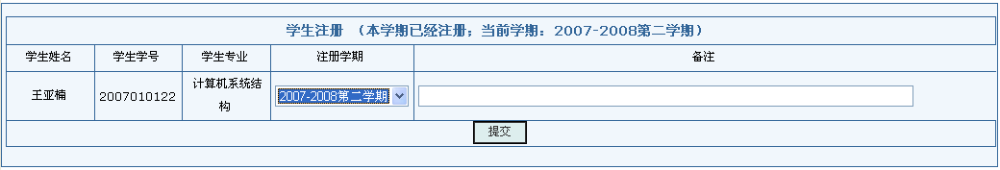 学生注册 （本学期已经注册；当前学期：2007-2008第二学期）
学生姓名 学生学号 学生专业 注册学期 备注
王亚楠 2007010122 计算机系统结 2007-2008第二学期
构
提交